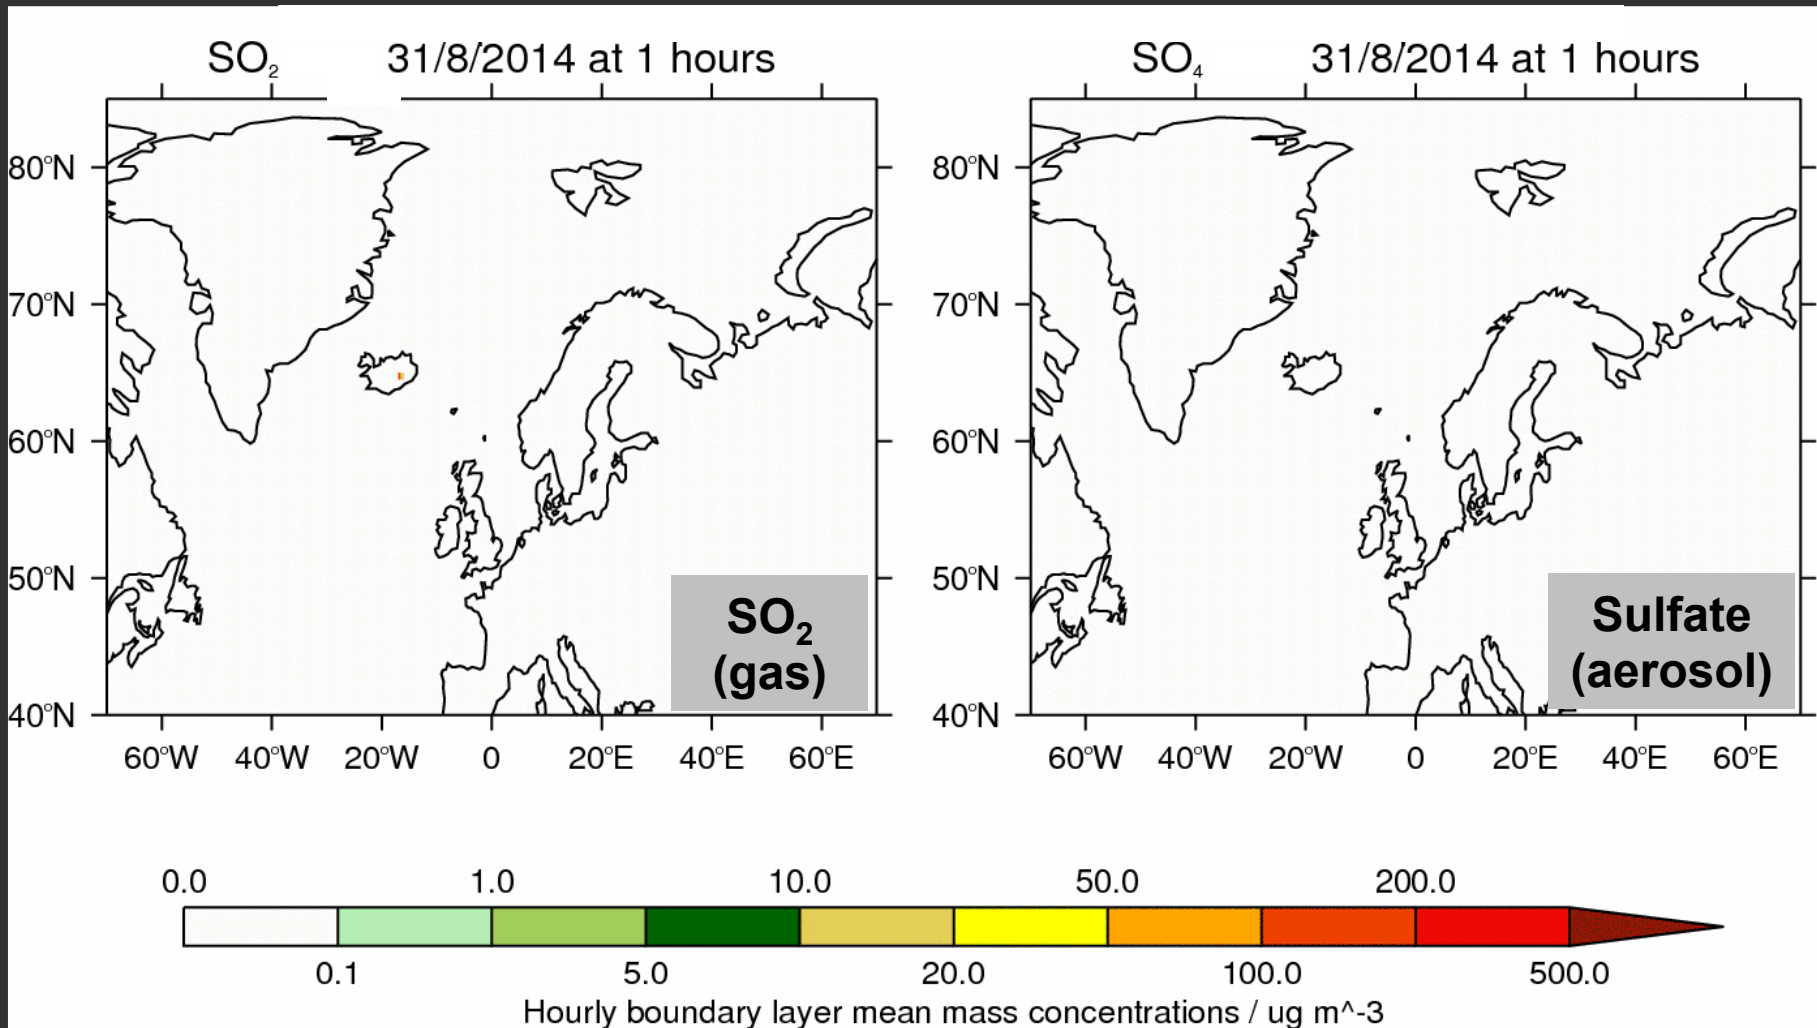 SO₂ 31/8/2014 at 1 hours
80°N
70°N
60°N
50°N
40°N
60°W 40°W 20°W 0 20°E 40°E 60°E
SO₂
(gas)
SO₄ 31/8/2014 at 1 hours
80°N
70°N
60°N
50°N
40°N
60°W 40°W 20°W 0 20°E 40°E 60°E
Sulfate
(aerosol)
0.0 1.0 10.0 50.0 200.0
0.1 5.0 20.0 100.0 500.0
Hourly boundary layer mean mass concentrations / ug m^-3